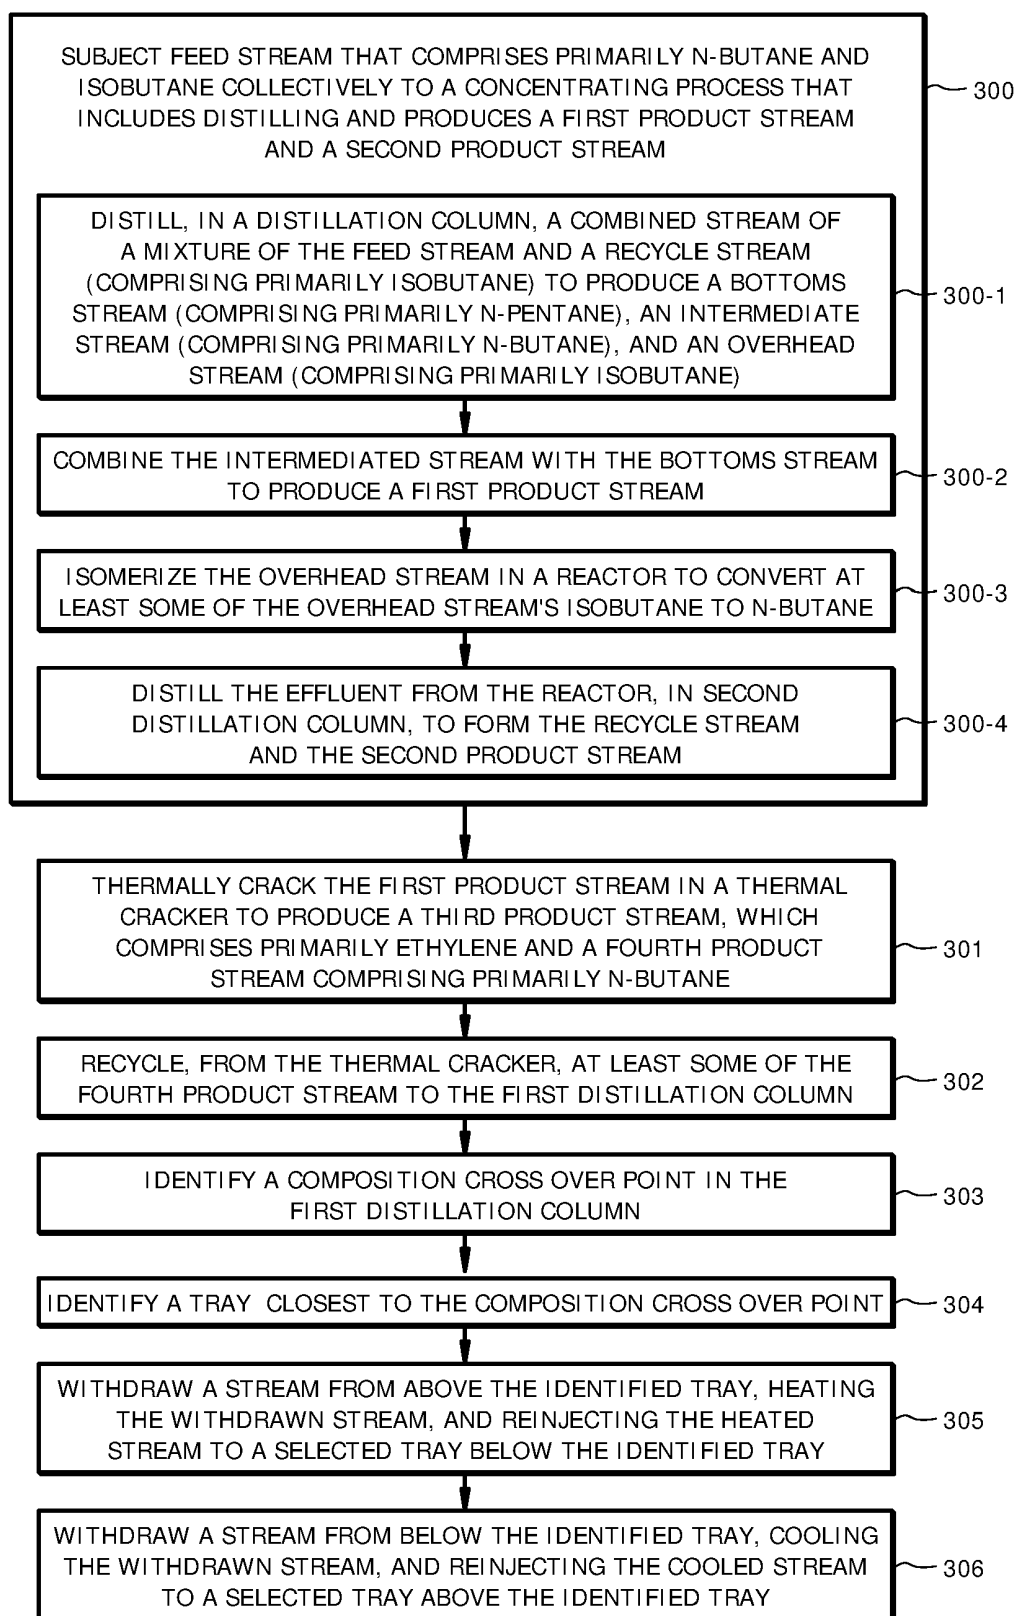 SUBJECT FEED STREAM THAT COMPRISES PRIMARILY N-BUTANE AND
ISOBUTANE COLLECTIVELY TO A CONCENTRATING PROCESS THAT
INCLUDES DISTILLING AND PRODUCES A FIRST PRODUCT STREAM
AND A SECOND PRODUCT STREAM
300
DISTILL, IN A DISTILLATION COLUMN, A COMBINED STREAM OF
A MIXTURE OF THE FEED STREAM AND A RECYCLE STREAM
(COMPRISING PRIMARILY ISOBUTANE) TO PRODUCE A BOTTOMS
STREAM (COMPRISING PRIMARILY N-PENTANE), AN INTERMEDIATE
STREAM (COMPRISING PRIMARILY N-BUTANE), AND AN OVERHEAD
STREAM (COMPRISING PRIMARILY ISOBUTANE)
300-1
COMBINE THE INTERMEDIATED STREAM WITH THE BOTTOMS STREAM
TO PRODUCE A FIRST PRODUCT STREAM
300-2
ISOMERIZE THE OVERHEAD STREAM IN A REACTOR TO CONVERT AT
LEAST SOME OF THE OVERHEAD STREAM'S ISOBUTANE TO N-BUTANE
300-3
DISTILL THE EFFLUENT FROM THE REACTOR, IN SECOND
DISTILLATION COLUMN, TO FORM THE RECYCLE STREAM
AND THE SECOND PRODUCT STREAM
300-4
THERMALLY CRACK THE FIRST PRODUCT STREAM IN A THERMAL
CRACKER TO PRODUCE A THIRD PRODUCT STREAM, WHICH
COMPRISES PRIMARILY ETHYLENE AND A FOURTH PRODUCT
STREAM COMPRISING PRIMARILY N-BUTANE
301
RECYCLE, FROM THE THERMAL CRACKER, AT LEAST SOME OF THE
FOURTH PRODUCT STREAM TO THE FIRST DISTILLATION COLUMN
302
IDENTIFY A COMPOSITION CROSS OVER POINT IN THE
FIRST DISTILLATION COLUMN
303
IDENTIFY A TRAY CLOSEST TO THE COMPOSITION CROSS OVER POINT
304
WITHDRAW A STREAM FROM ABOVE THE IDENTIFIED TRAY, HEATING
THE WITHDRAWN STREAM, AND REINJECTING THE HEATED
STREAM TO A SELECTED TRAY BELOW THE IDENTIFIED TRAY
305
WITHDRAW A STREAM FROM BELOW THE IDENTIFIED TRAY, COOLING
THE WITHDRAWN STREAM, AND REINJECTING THE COOLED STREAM
TO A SELECTED TRAY ABOVE THE IDENTIFIED TRAY
306